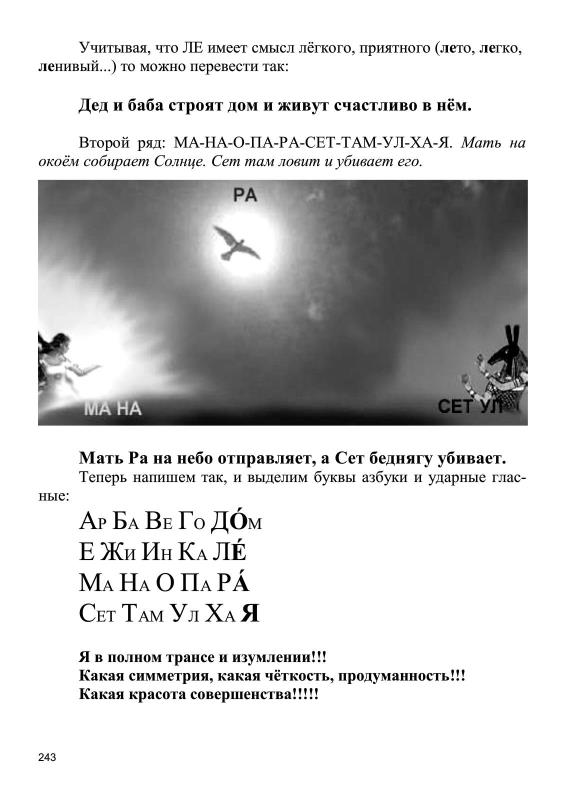 Учитывая, что ЛЕ имеет смысл лёгкого, приятного (лето, легко,
ленивый...) то можно перевести так:
Дед и баба строят дом и живут счастливо в нём.
Второй ряд: МА-НА-О-ПА-РА-СЕТ-ТАМ-УЛ-ХА-Я. Мать на
окоём собирает Солнце. Сет там ловит и убивает его.
РА
МА НА
СЕТ УЛ
Мать Ра на небо отправляет, а Сет беднягу убивает.
Теперь напишем так, и выделим буквы азбуки и ударные глас-
ные:
Ар Ба Ве Го ДО́м
Е Жи Ин Ка ЛЕ́
Ма На О Па РА́
Сет Там Ул Ха Я
Я в полном трансе и изумлении!!!
Какая симметрия, какая чёткость, продуманность!!!
Какая красота совершенства!!!!!
243